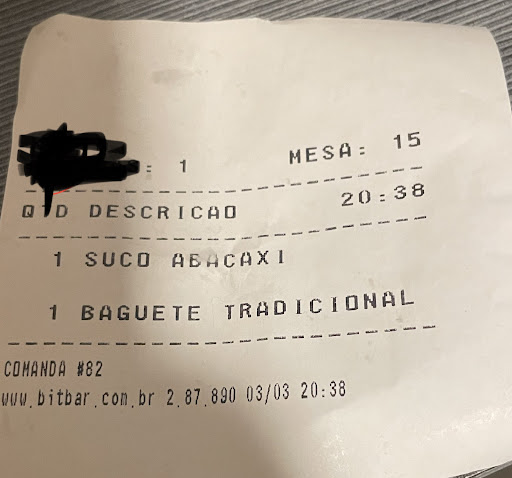 : 1 MESA: 15
QTD DESCRICAO 20:38
1 SUCO ABACAXI
1 BAGUETE TRADICIONAL
COMANDA #82
www.bitbar.com.br 2.87.890 03/03 20:38